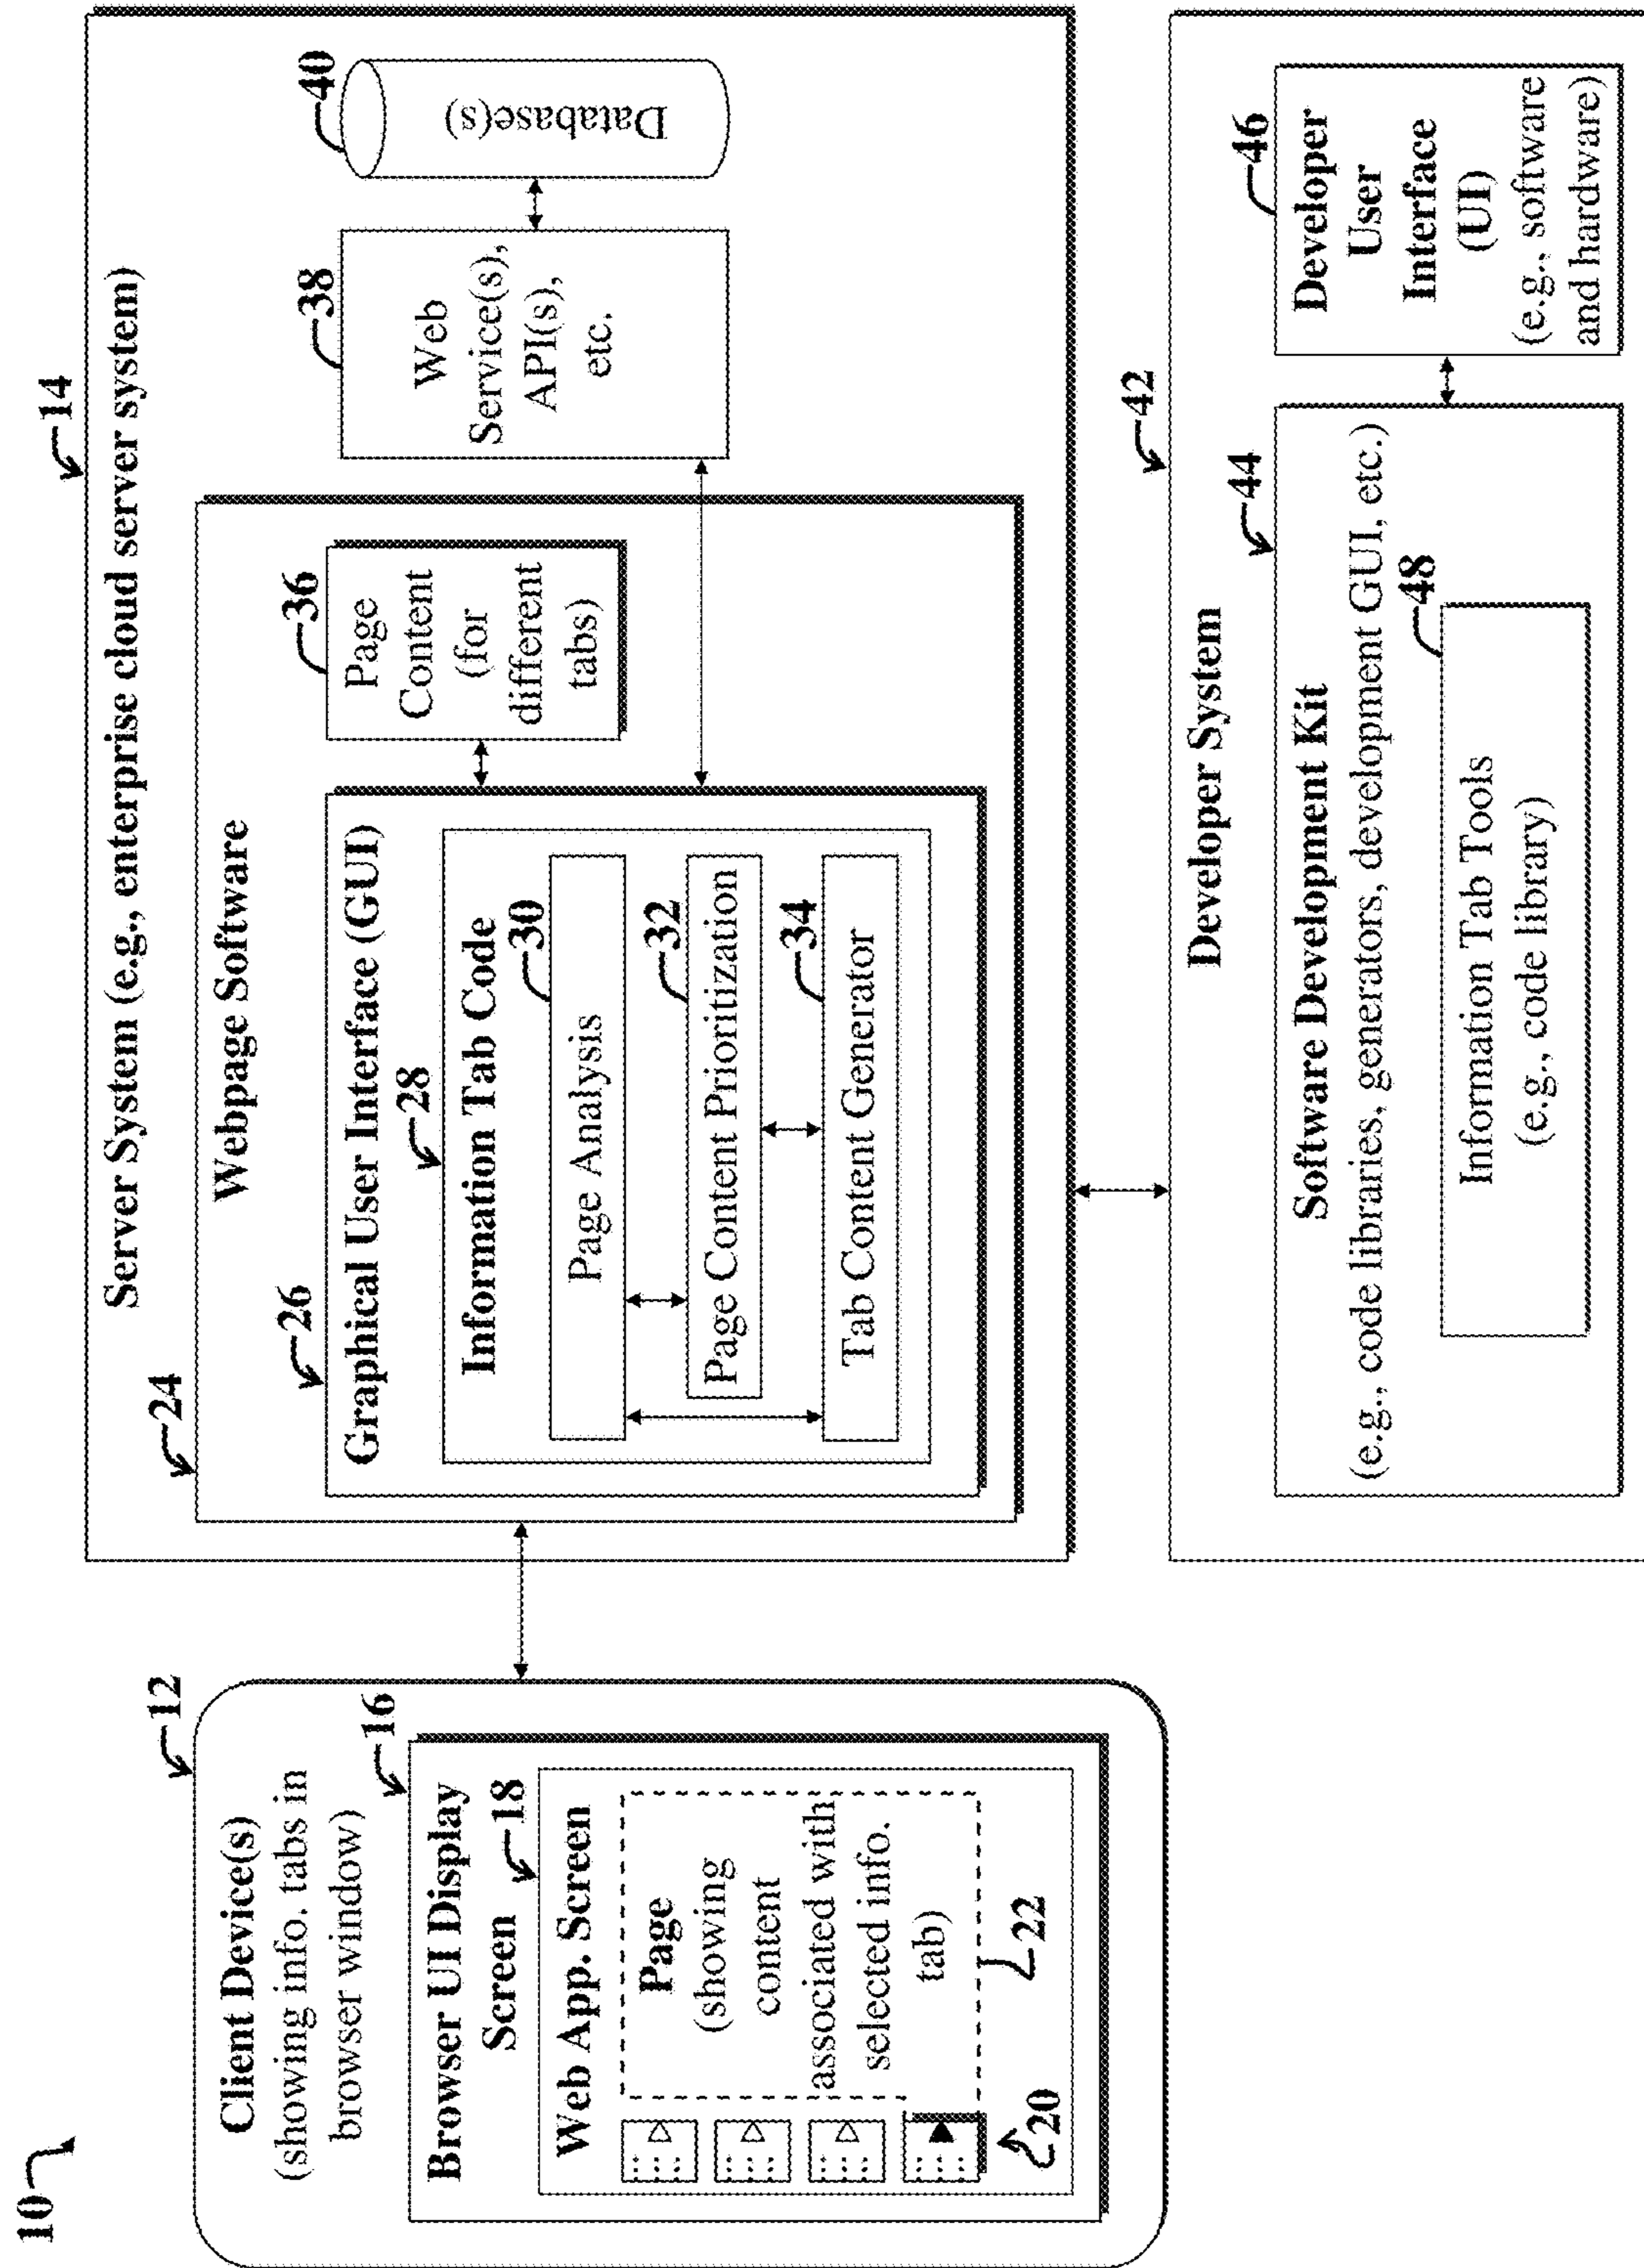 10
12
Client Device(s)
(showing info. tabs in
browser window)
16
Browser UI Display
Screen
18
Web App. Screen
Page
(showing
content
associated with
selected info.
tab)
20
22
14
Server System (e.g., enterprise cloud server system)
24
Webpage Software
26
Graphical User Interface (GUI)
28
Information Tab Code
30
Page Analysis
32
Page Content Prioritization
34
Tab Content Generator
36
Page
Content
(for
different
tabs)
38
Web
Service(s),
API(s),
etc.
40
Database(s)
42
Developer System
44
Software Development Kit
(e.g., code libraries, generators, development GUI, etc.)
48
Information Tab Tools
(e.g., code library)
46
Developer
User
Interface
(UI)
(e.g., software
and hardware)